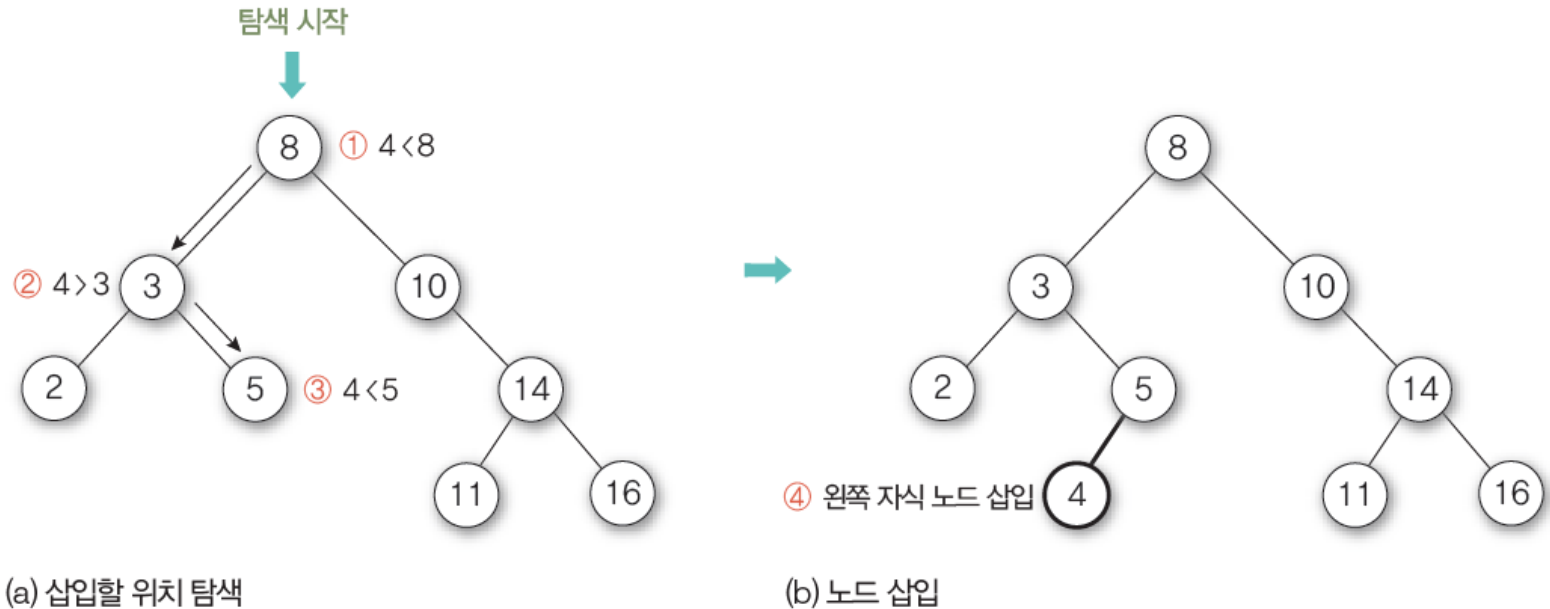 탐색 시작
8 ① 4<8
② 4>3 3 10
2 5 ③ 4<5 14
11 16
(a) 삽입할 위치 탐색
8
3 10
2 5 14
④ 왼쪽 자식 노드 삽입 4 11 16
(b) 노드 삽입